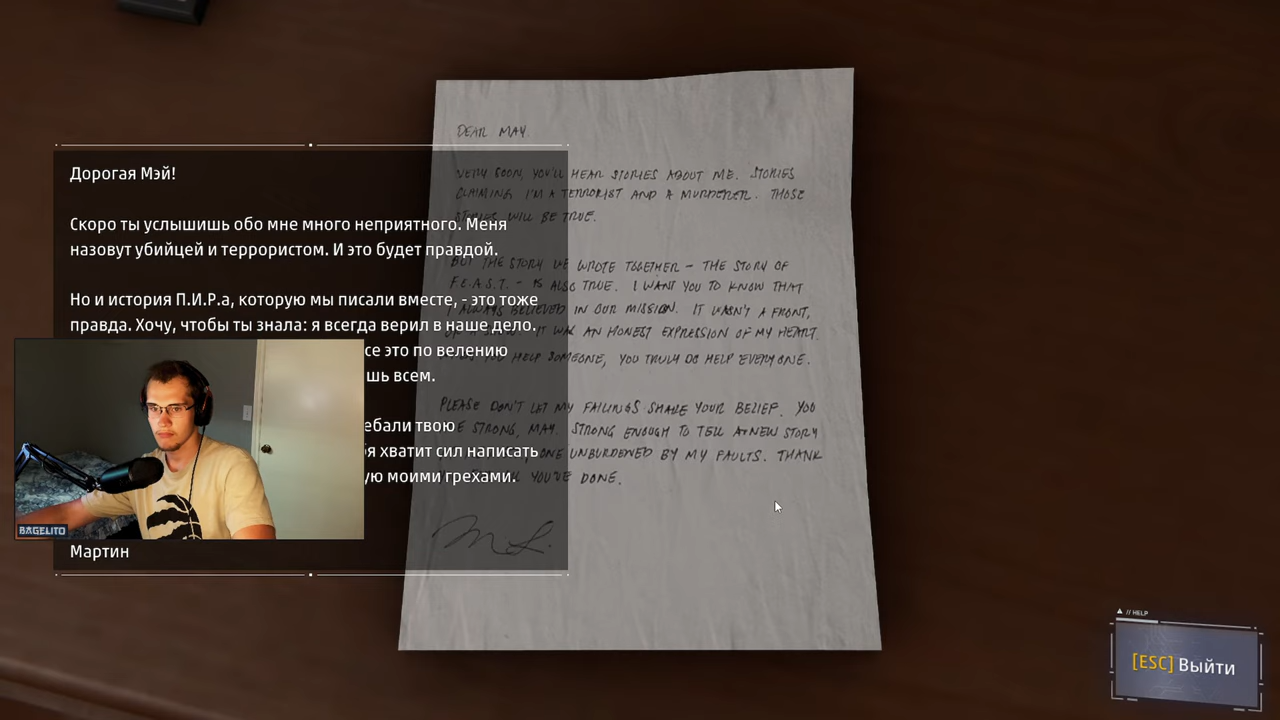 Дорогая Мэй!
Скоро ты услышишь обо мне много неприятного. Меня
назовут убийцей и террористом. И это будет правдой.
Но и история П.И.Р.а, которую мы писали вместе, - это тоже
правда. Хочу, чтобы ты знала: я всегда верил в наше дело.
это по велению
всем.
твою
хватит сил написать
моими грехами.
Мартин
DEAR MAY.
VERY SOON, YOU'LL HEAR STORIES ABOUT ME. STORIES
CLAIMING I'M A TERRORIST AND A MURDERER. THOSE
STORIES WILL BE TRUE.
BUT THE STORY WE WROTE TOGETHER - THE STORY OF
F.E.A.S.T. - IS ALSO TRUE. I WANT YOU TO KNOW THAT
I ALWAYS BELIEVED IN OUR MISSION. IT WASN'T A FRONT,
IT WAS AN HONEST EXPRESSION OF MY HEART.
YOU HELP SOMEONE, YOU TRULY DO HELP EVERYONE.
PLEASE DON'T LET MY FAILINGS SHAKE YOUR BELIEF. YOU
STRONG, MAY. STRONG ENOUGH TO TELL A NEW STORY
ONE UNBURDENED BY MY FAULTS. THANK
YOU'VE DONE.
BAGELITO
// HELP
[ESC] Выйти